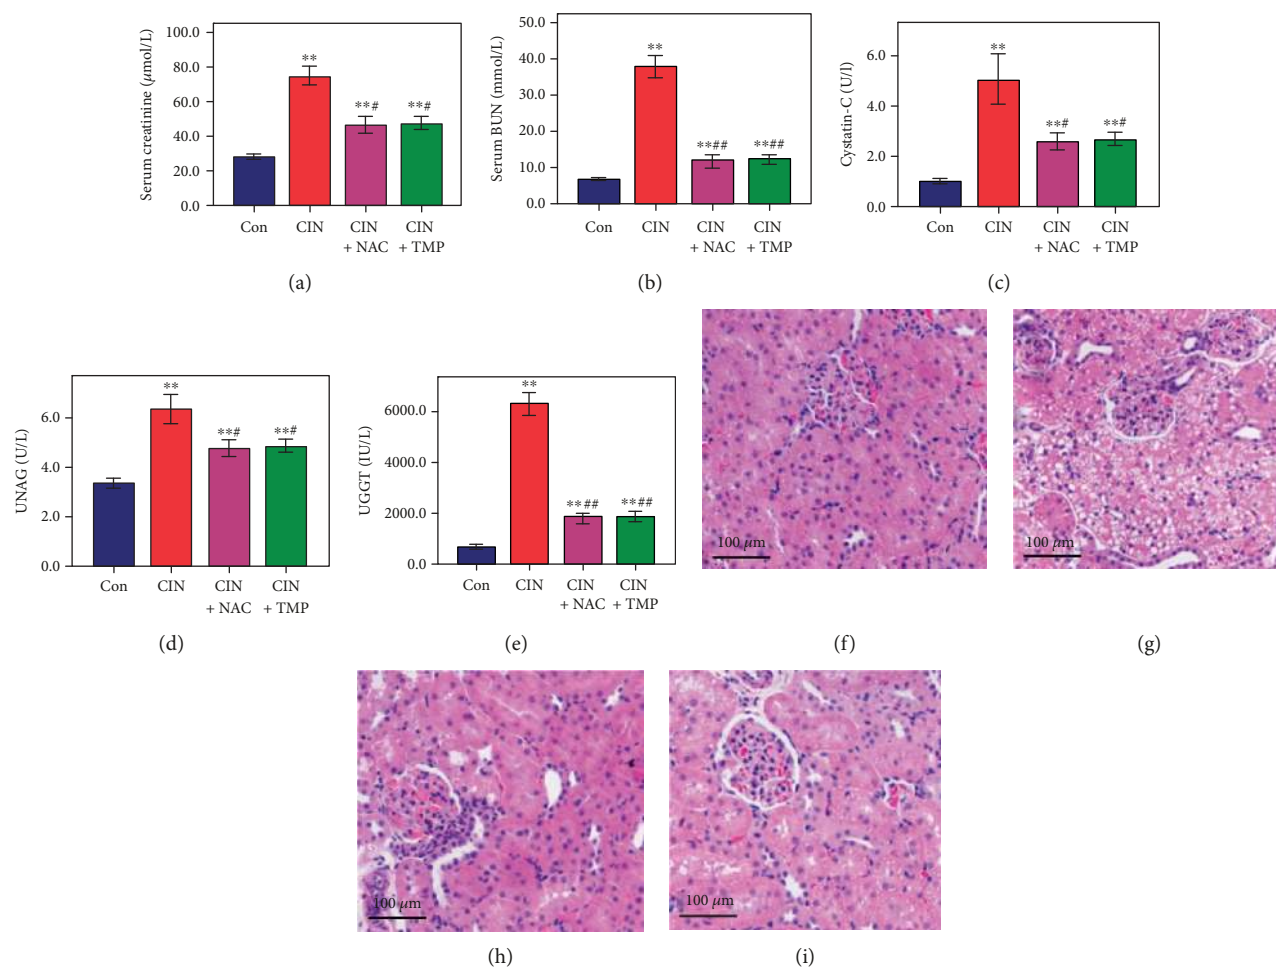 Serum creatinine (μmol/L)
100.0
80.0
60.0
40.0
20.0
0.0
**
**#
**#
Con
CIN
CIN
+ NAC
CIN
+ TMP
(a)
Serum BUN (mmol/L)
50.0
40.0
30.0
20.0
10.0
0.0
**
**##
**##
Con
CIN
CIN
+ NAC
CIN
+ TMP
(b)
Cystatin-C (U/l)
6.0
4.0
2.0
0.0
**
**#
**#
Con
CIN
CIN
+ NAC
CIN
+ TMP
(c)
UNAG (U/L)
6.0
4.0
2.0
0.0
**
**#
**#
Con
CIN
CIN
+ NAC
CIN
+ TMP
(d)
UGGT (IU/L)
6000.0
4000.0
2000.0
0.0
**
**##
**##
Con
CIN
CIN
+ NAC
CIN
+ TMP
(e)
100 μm
(f)
100 μm
(g)
100 μm
(h)
100 μm
(i)